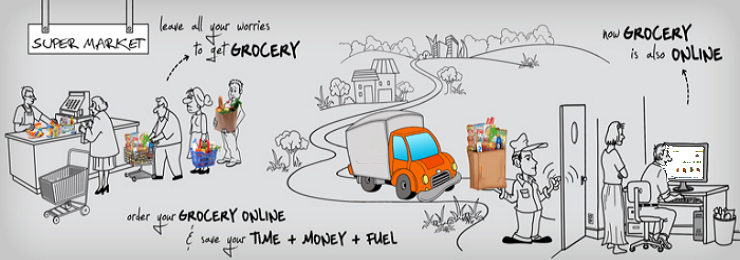 SUPER MARKET
leave all your worries
to get GROCERY
now GROCERY
is also ONLINE
order your GROCERY ONLINE
& save your TIME + MONEY + FUEL